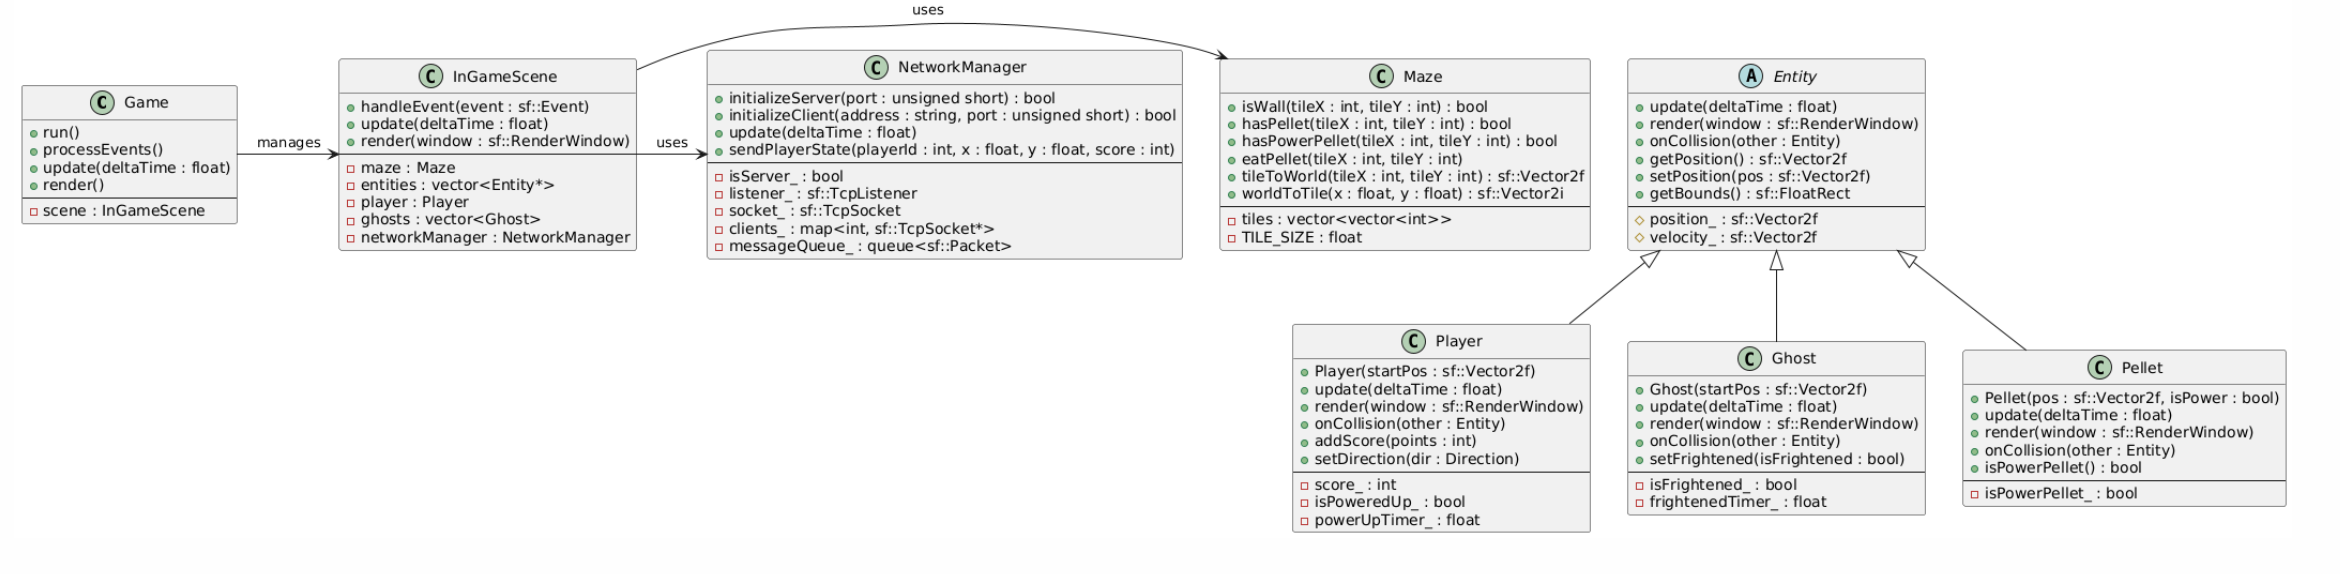 uses
C Game
run()
processEvents()
update(deltaTime : float)
render()
scene : InGameScene
manages
C InGameScene
handleEvent(event : sf::Event)
update(deltaTime : float)
render(window : sf::RenderWindow)
maze : Maze
entities : vector<Entity*>
player : Player
ghosts : vector<Ghost>
networkManager : NetworkManager
uses
C NetworkManager
initializeServer(port : unsigned short) : bool
initializeClient(address : string, port : unsigned short) : bool
update(deltaTime : float)
sendPlayerState(playerId : int, x : float, y : float, score : int)
isServer_ : bool
listener_ : sf::TcpListener
socket_ : sf::TcpSocket
clients_ : map<int, sf::TcpSocket*>
messageQueue_ : queue<sf::Packet>
C Maze
isWall(tileX : int, tileY : int) : bool
hasPellet(tileX : int, tileY : int) : bool
hasPowerPellet(tileX : int, tileY : int) : bool
eatPellet(tileX : int, tileY : int)
tileToWorld(tileX : int, tileY : int) : sf::Vector2f
worldToTile(x : float, y : float) : sf::Vector2i
tiles : vector<vector<int>>
TILE_SIZE : float
A Entity
update(deltaTime : float)
render(window : sf::RenderWindow)
onCollision(other : Entity)
getPosition() : sf::Vector2f
setPosition(pos : sf::Vector2f)
getBounds() : sf::FloatRect
position_ : sf::Vector2f
velocity_ : sf::Vector2f
C Player
Player(startPos : sf::Vector2f)
update(deltaTime : float)
render(window : sf::RenderWindow)
onCollision(other : Entity)
addScore(points : int)
setDirection(dir : Direction)
score_ : int
isPoweredUp_ : bool
powerUpTimer_ : float
C Ghost
Ghost(startPos : sf::Vector2f)
update(deltaTime : float)
render(window : sf::RenderWindow)
onCollision(other : Entity)
setFrightened(isFrightened : bool)
isFrightened_ : bool
frightenedTimer_ : float
C Pellet
Pellet(pos : sf::Vector2f, isPower : bool)
update(deltaTime : float)
render(window : sf::RenderWindow)
onCollision(other : Entity)
isPowerPellet() : bool
isPowerPellet_ : bool